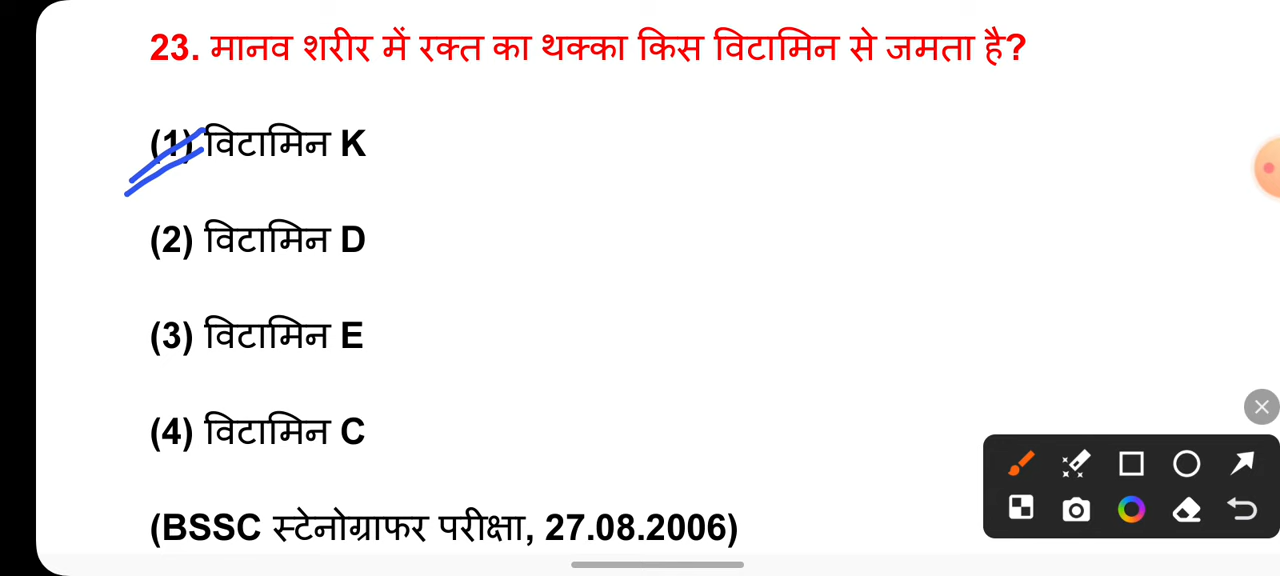 23. मानव शरीर में रक्त का थक्का किस विटामिन से जमता है?
(1) विटामिन K
(2) विटामिन D
(3) विटामिन E
(4) विटामिन C
(BSSC स्टेनोग्राफर परीक्षा, 27.08.2006)